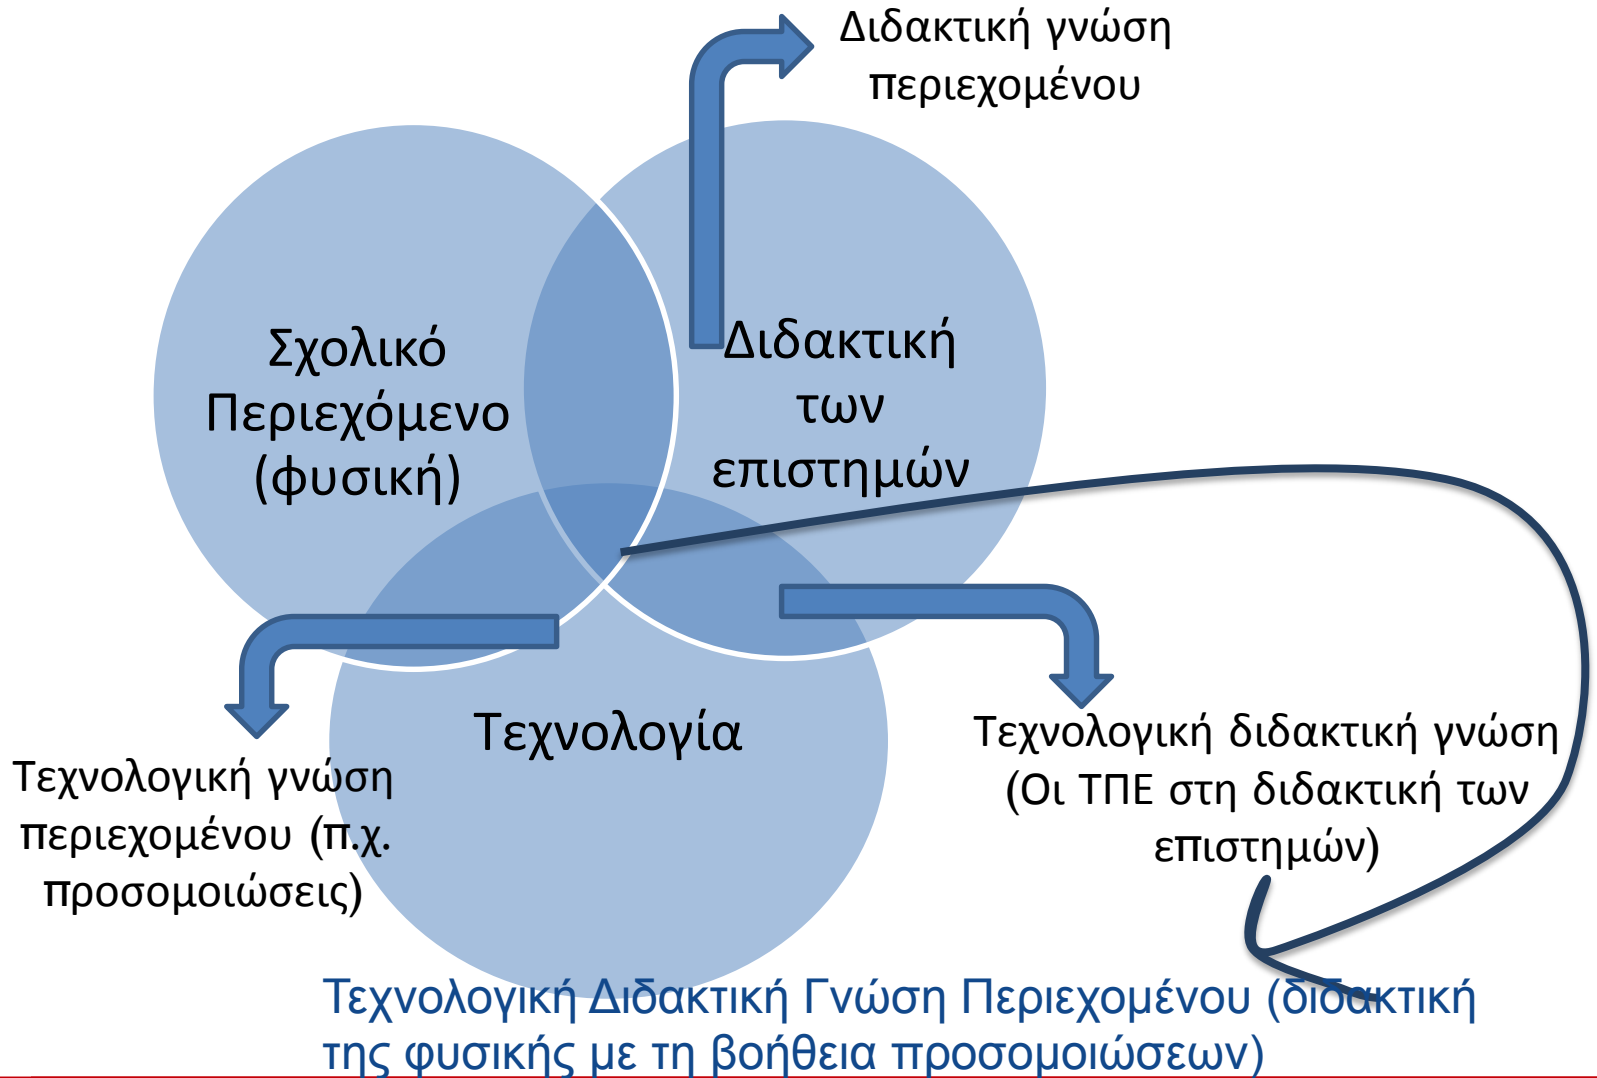 Διδακτική γνώση
περιεχομένου
Σχολικό
Περιεχόμενο
(φυσική)
Διδακτική
των
επιστημών
Τεχνολογία
Τεχνολογική γνώση
περιεχομένου (π.χ.
προσομοιώσεις)
Τεχνολογική διδακτική γνώση
(Οι ΤΠΕ στη διδακτική των
επιστημών)
Τεχνολογική Διδακτική Γνώση Περιεχομένου (διδακτική
της φυσικής με τη βοήθεια προσομοιώσεων)